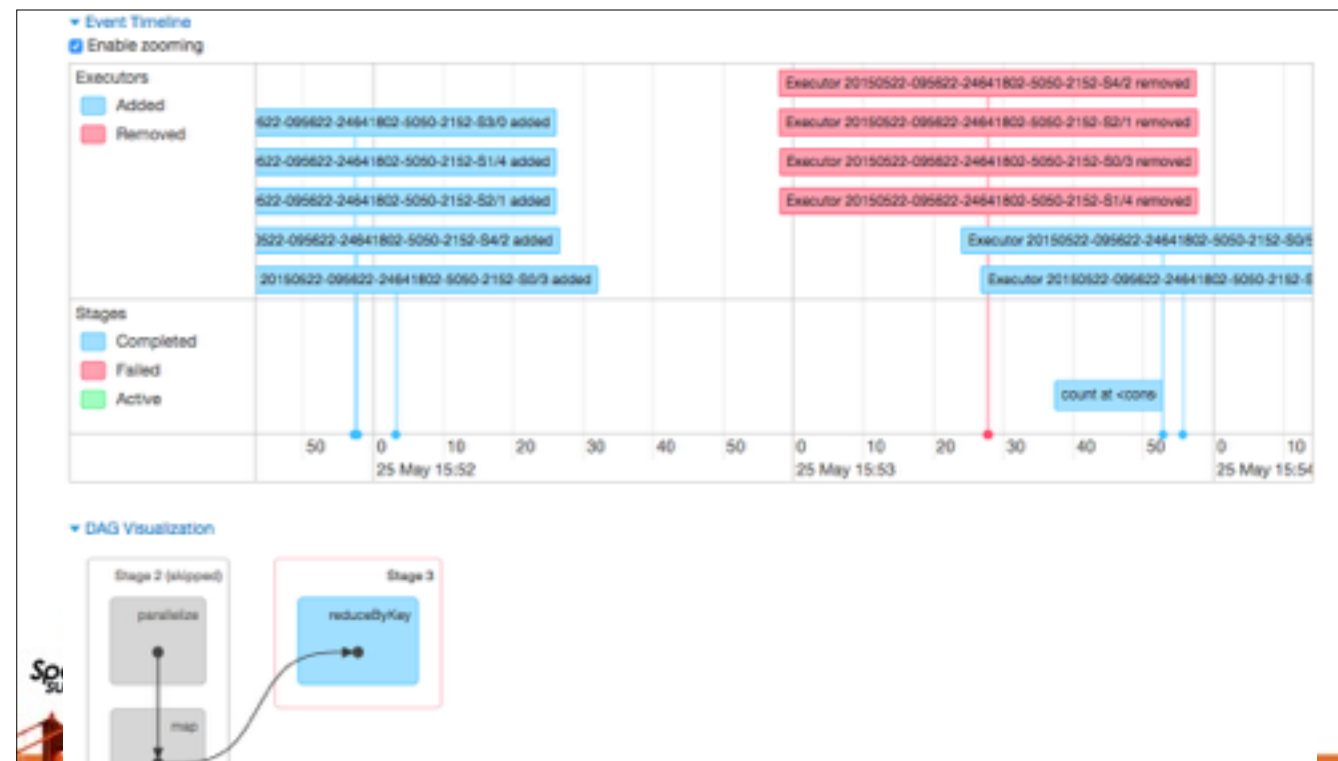 Event Timeline
Enable zooming
Executors
Added
Removed
Executor 20150522-095622-24641802-5050-2152-S4/2 removed
522-095622-24641802-5050-2152-S3/0 added
Executor 20150522-095622-24641802-5050-2152-S2/1 removed
522-095622-24641802-5050-2152-S1/4 added
Executor 20150522-095622-24641802-5050-2152-S0/3 removed
522-095622-24641802-5050-2152-S2/1 added
Executor 20150522-095622-24641802-5050-2152-S1/4 removed
0522-095622-24641802-5050-2152-S4/2 added
Executor 20150522-095622-24641802-5050-2152-S0/5
20150522-095622-24641802-5050-2152-S0/3 added
Executor 20150522-095622-24641802-5050-2152-S
Stages
Completed
Failed
Active
count at <cons
50 0 10 20 30 40 50 0 10 20 30 40 50 0 10
25 May 15:52 25 May 15:53 25 May 15:54
DAG Visualization
Stage 2 (skipped) Stage 3
parallelize reduceByKey
map